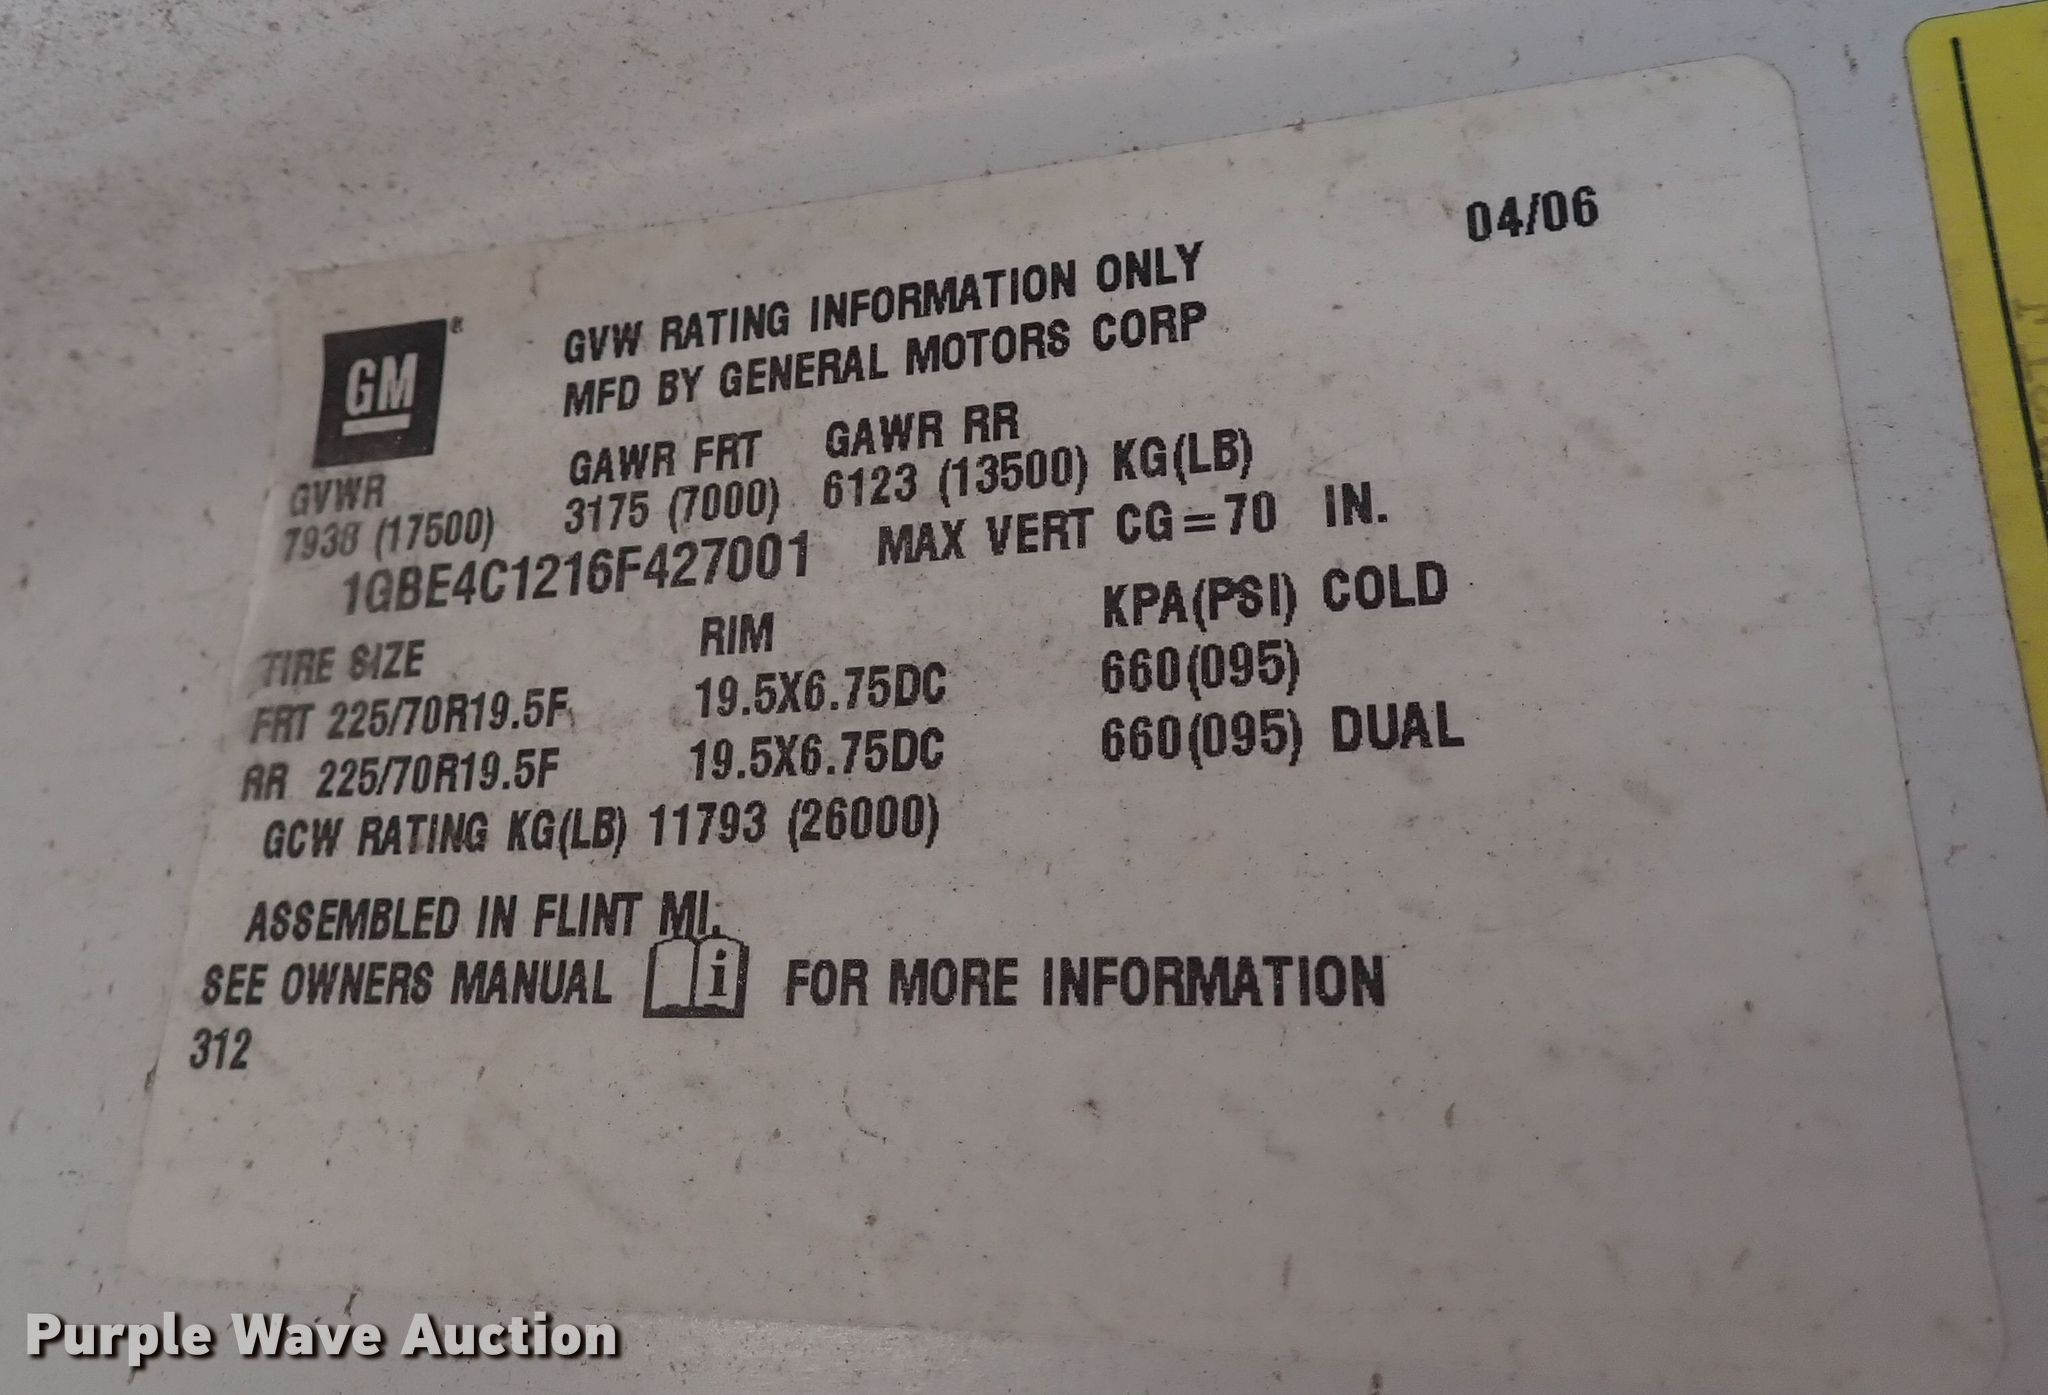 04/06
GM®
GVW RATING INFORMATION ONLY
MFD BY GENERAL MOTORS CORP
GVWR GAWR FRT GAWR RR
7938 (17500) 3175 (7000) 6123 (13500) KG(LB)
1GBE4C1216F427001 MAX VERT CG=70 IN.
TIRE SIZE RIM KPA(PSI) COLD
FRT 225/70R19.5F 19.5X6.75DC 660(095)
RR 225/70R19.5F 19.5X6.75DC 660(095) DUAL
GCW RATING KG(LB) 11793 (26000)
ASSEMBLED IN FLINT MI.
SEE OWNERS MANUAL i FOR MORE INFORMATION
312
Purple Wave Auction